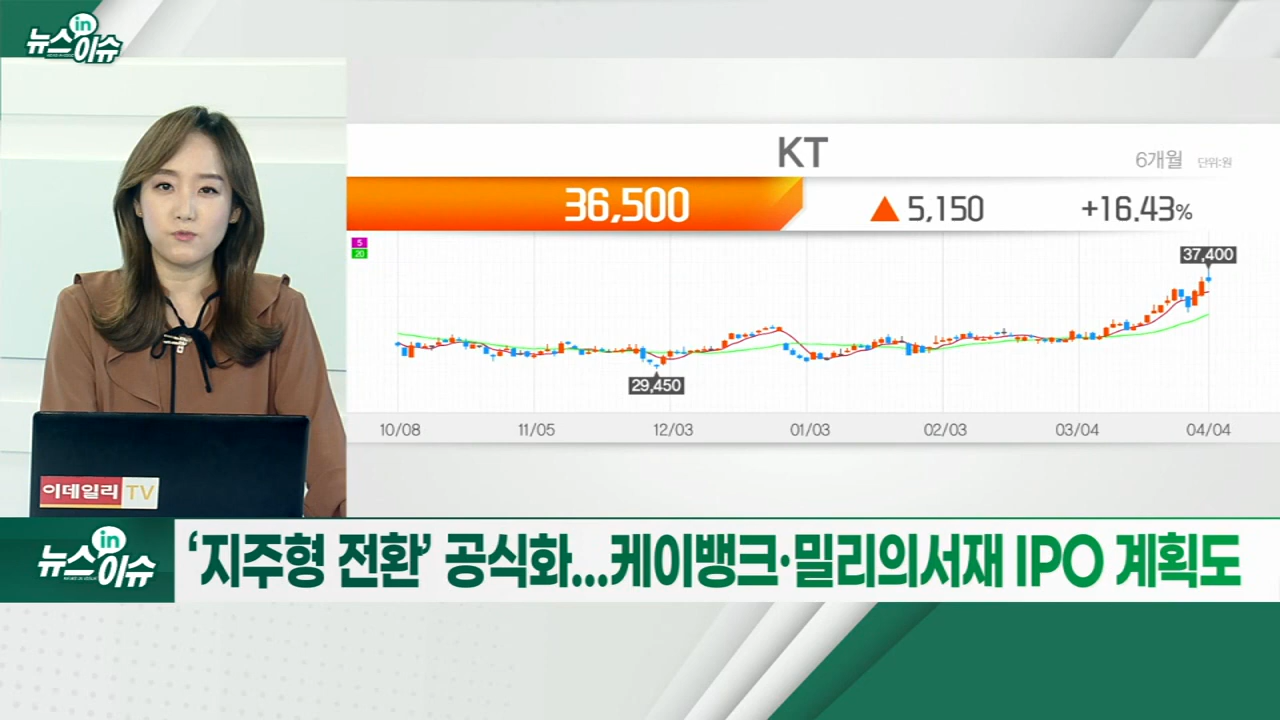 뉴스in이슈
KT
6개월 단위:원
36,500 ▲5,150 +16.43%
5
20
37,400
29,450
10/08 11/05 12/03 01/03 02/03 03/04 04/04
이데일리TV
뉴스in이슈
‘지주형 전환’ 공식화...케이뱅크·밀리의서재 IPO 계획도